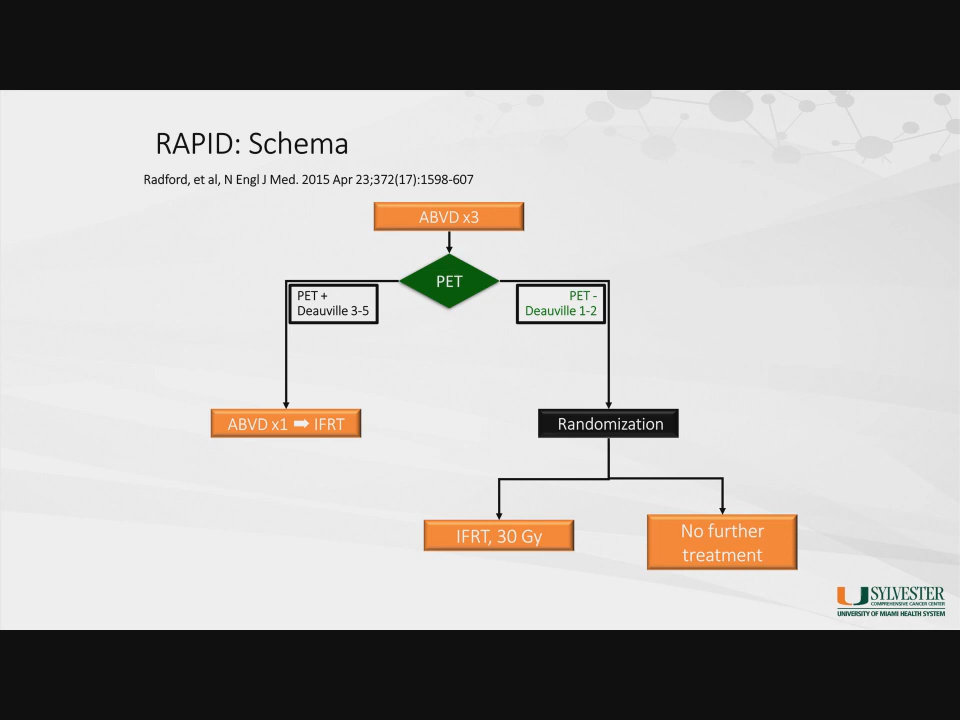 RAPID: Schema
Radford, et al, N Engl J Med. 2015 Apr 23;372(17):1598-607
ABVD x3
PET
PET +
Deauville 3-5
PET -
Deauville 1-2
ABVD x1 ➡ IFRT
Randomization
IFRT, 30 Gy
No further
treatment
SYLVESTER
COMPREHENSIVE CANCER CENTER
UNIVERSITY OF MIAMI HEALTH SYSTEM